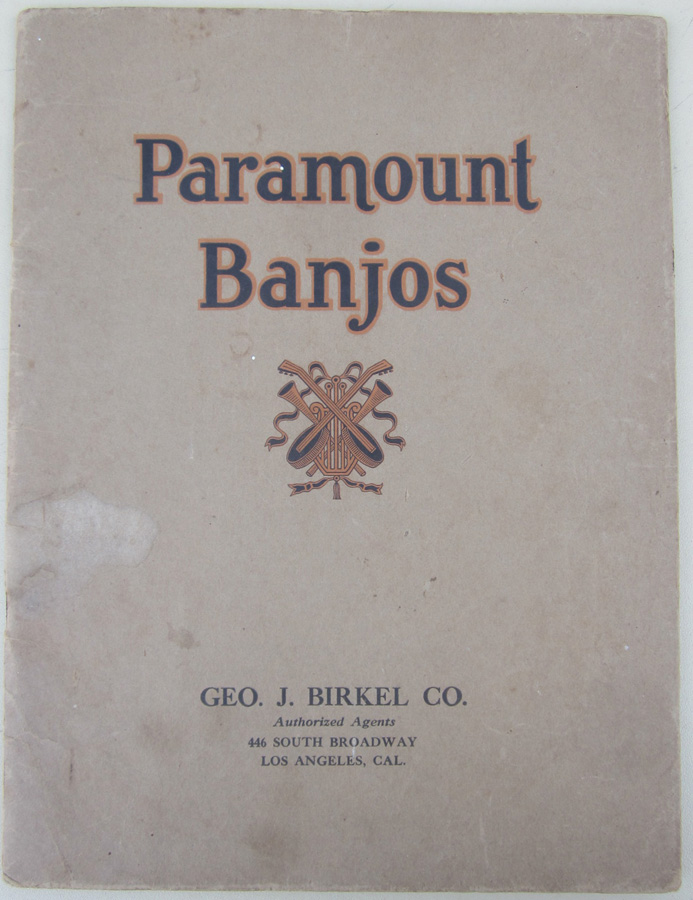 Paramount
Banjos
GEO. J. BIRKEL CO.
Authorized Agents
446 SOUTH BROADWAY
LOS ANGELES, CAL.